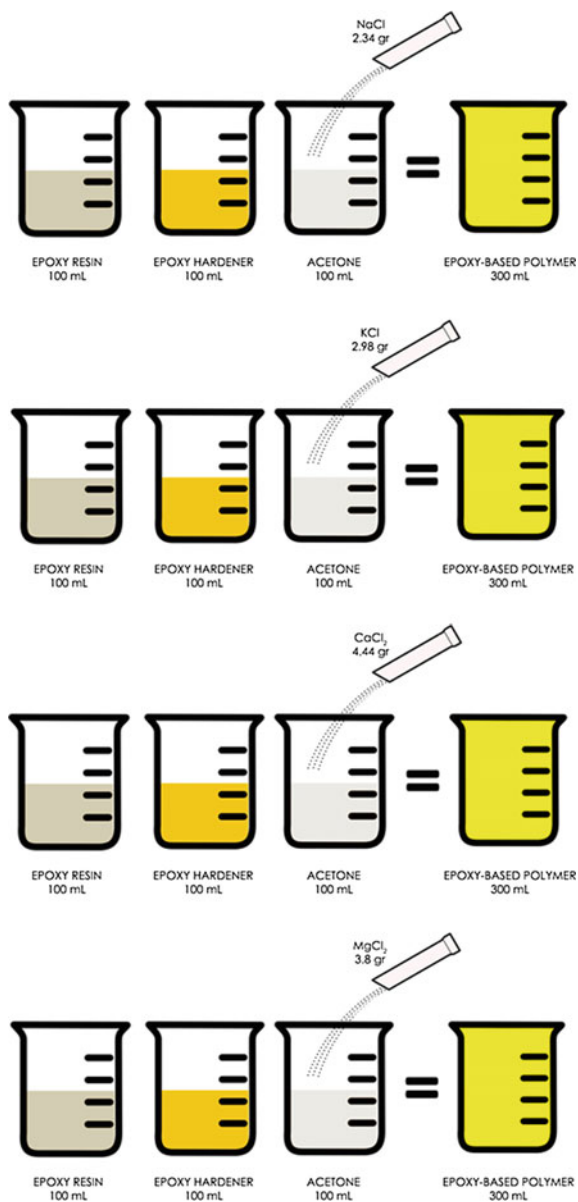 NaCl
2.34 gr
EPOXY RESIN
100 mL
EPOXY HARDENER
100 mL
ACETONE
100 mL
EPOXY-BASED POLYMER
300 mL
KCl
2.98 gr
EPOXY RESIN
100 mL
EPOXY HARDENER
100 mL
ACETONE
100 mL
EPOXY-BASED POLYMER
300 mL
CaCl₂
4.44 gr
EPOXY RESIN
100 mL
EPOXY HARDENER
100 mL
ACETONE
100 mL
EPOXY-BASED POLYMER
300 mL
MgCl₂
3.8 gr
EPOXY RESIN
100 mL
EPOXY HARDENER
100 mL
ACETONE
100 mL
EPOXY-BASED POLYMER
300 mL